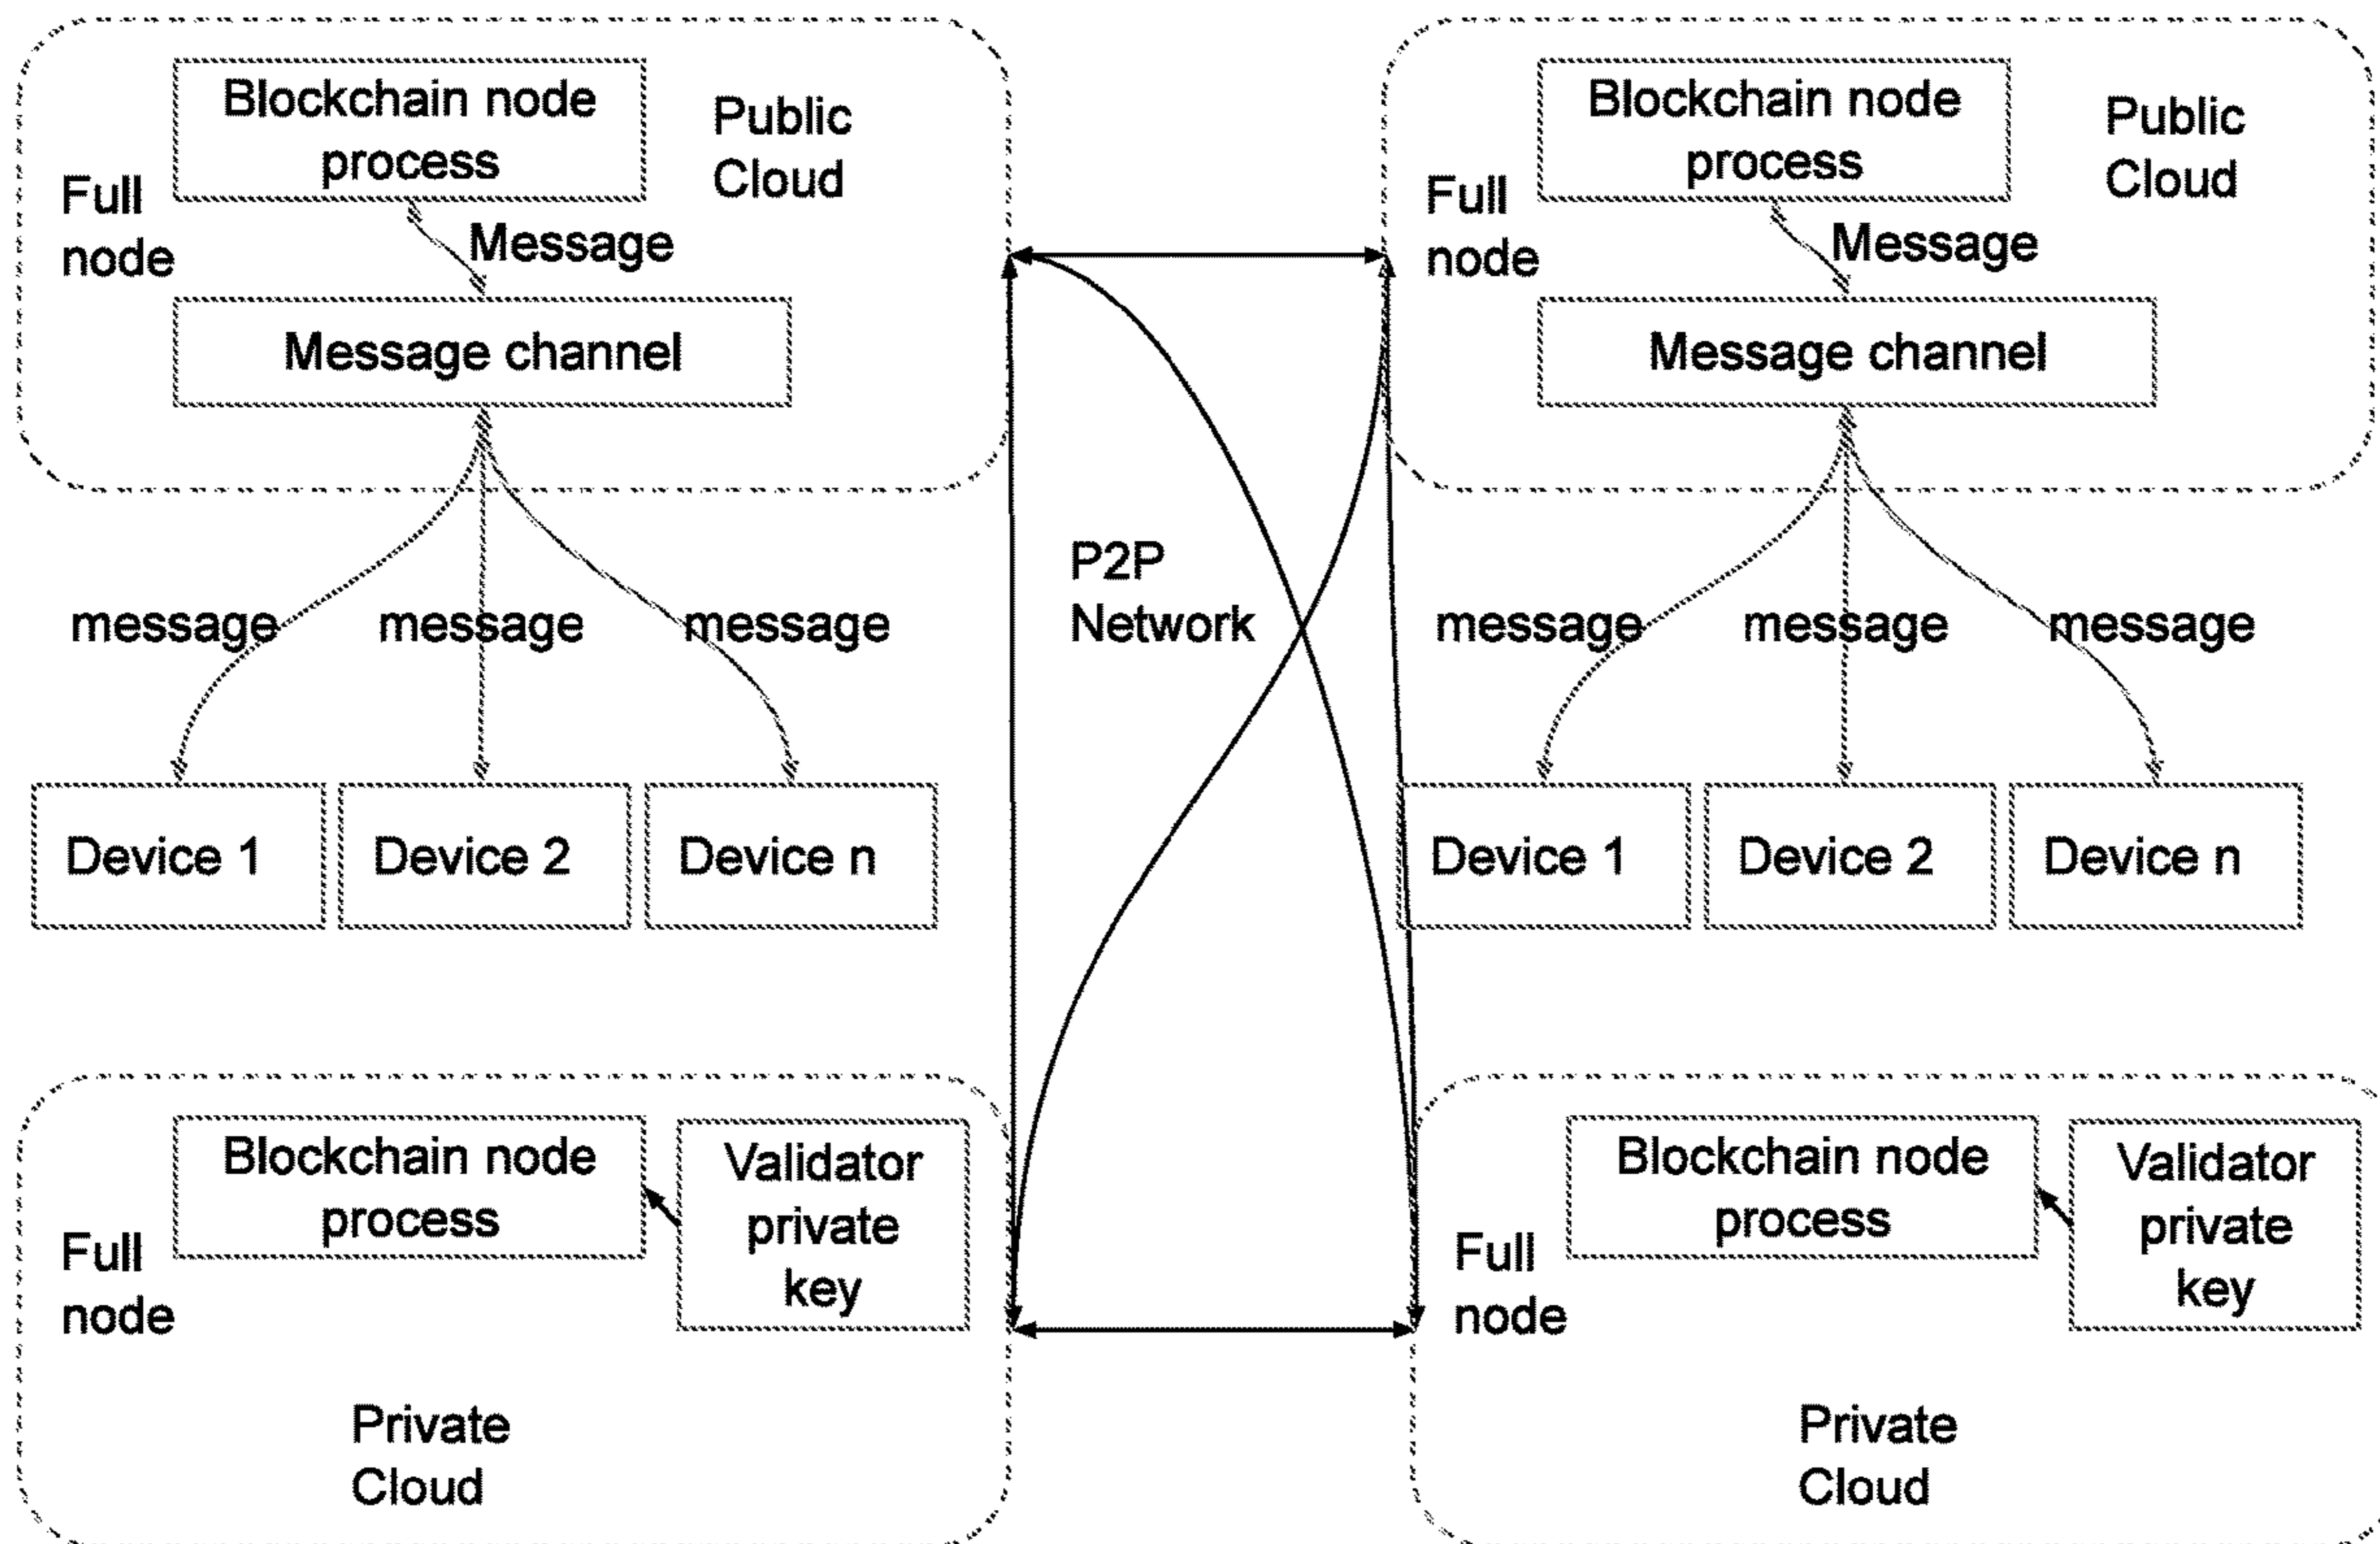 Blockchain node
process
Public
Cloud
Full
node
Message
Message channel
message
message
message
Device 1
Device 2
Device n
Blockchain node
process
Public
Cloud
Full
node
Message
Message channel
message
message
message
Device 1
Device 2
Device n
P2P
Network
Blockchain node
process
Validator
private
key
Full
node
Private
Cloud
Blockchain node
process
Validator
private
key
Full
node
Private
Cloud